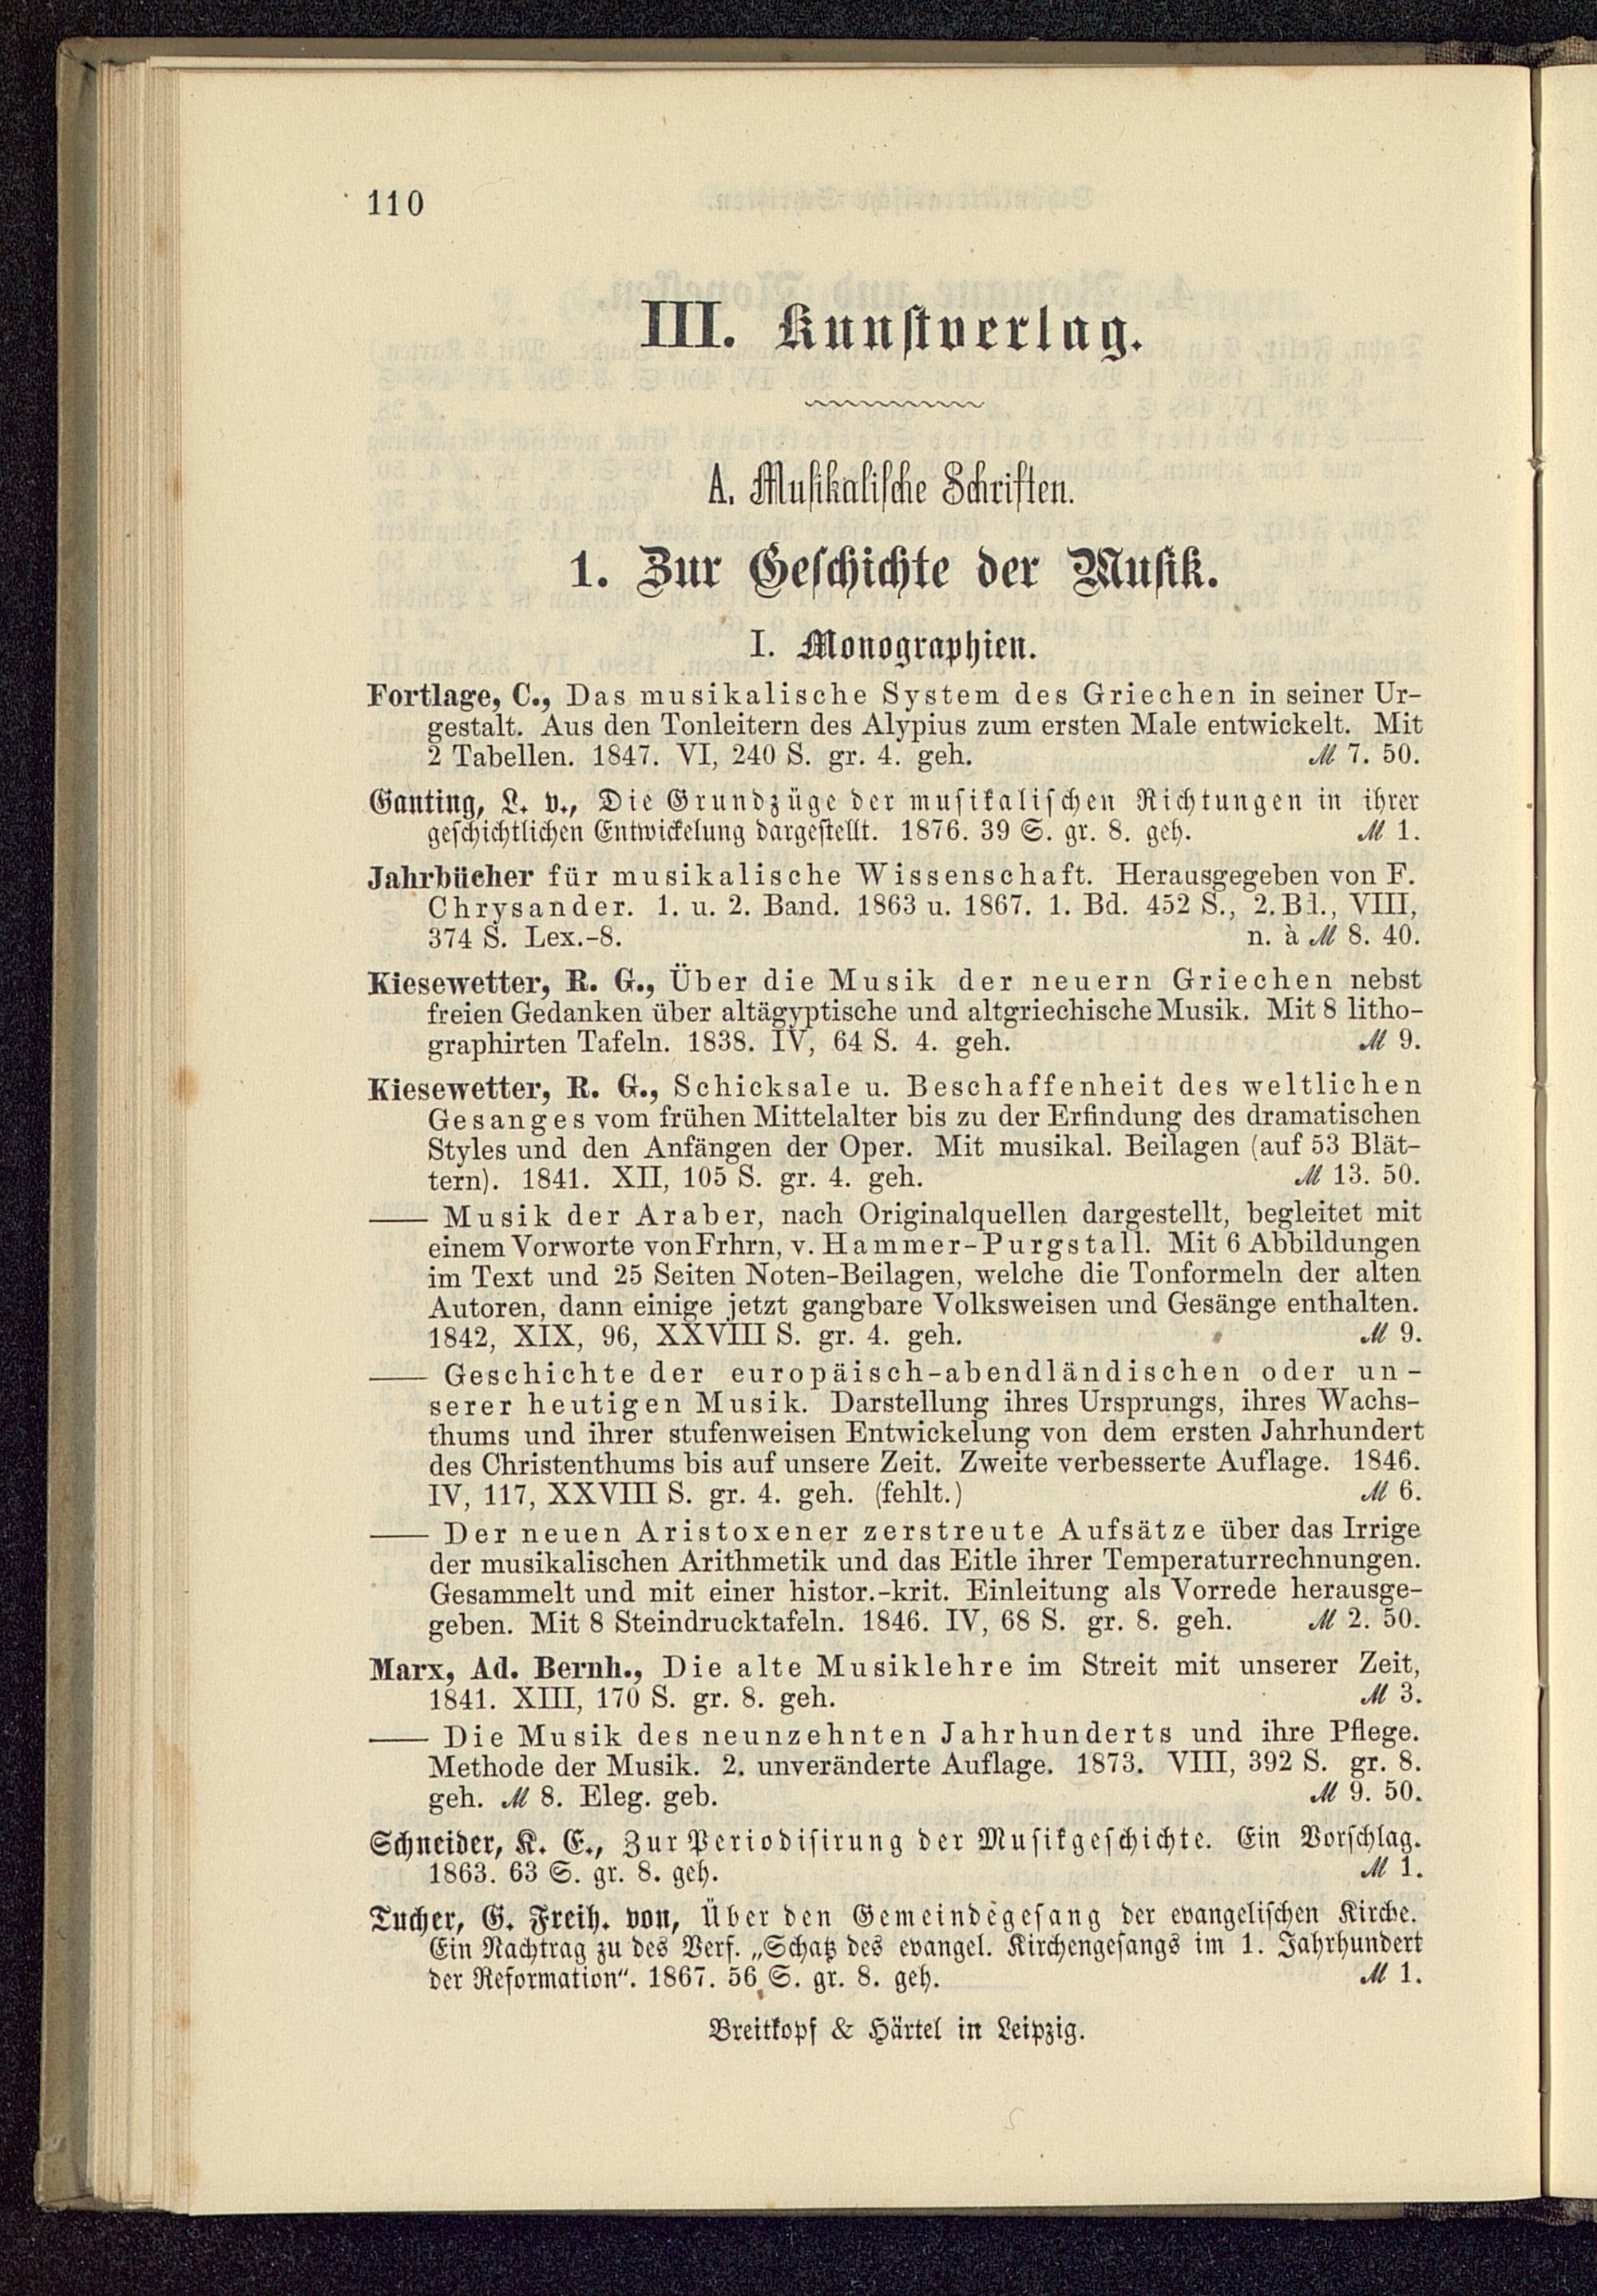 110
III. Kunstverlag.
A. Musikalische Schriften.
1. Zur Geschichte der Musik.
I. Monographien.
Fortlage, C., Das musikalische System des Griechen in seiner Ur-
gestalt. Aus den Tonleitern des Alypius zum ersten Male entwickelt. Mit
2 Tabellen. 1847. VI, 240 S. gr. 4. geh. ℳ 7. 50.
Ganting, L. v., Die Grundzüge der musikalischen Richtungen in ihrer
geschichtlichen Entwickelung dargestellt. 1876. 39 S. gr. 8. geh. ℳ 1.
Jahrbücher für musikalische Wissenschaft. Herausgegeben von F.
Chrysander. 1. u. 2. Band. 1863 u. 1867. 1. Bd. 452 S., 2. Bd., VIII,
374 S. Lex.-8. n. à ℳ 8. 40.
Kiesewetter, R. G., Über die Musik der neuern Griechen nebst
freien Gedanken über altägyptische und altgriechische Musik. Mit 8 litho-
graphirten Tafeln. 1838. IV, 64 S. 4. geh. ℳ 9.
Kiesewetter, R. G., Schicksale u. Beschaffenheit des weltlichen
Gesanges vom frühen Mittelalter bis zu der Erfindung des dramatischen
Styles und den Anfängen der Oper. Mit musikal. Beilagen (auf 53 Blät-
tern). 1841. XII, 105 S. gr. 4. geh. ℳ 13. 50.
—— Musik der Araber, nach Originalquellen dargestellt, begleitet mit
einem Vorworte von Frhrn, v. Hammer-Purgstall. Mit 6 Abbildungen
im Text und 25 Seiten Noten-Beilagen, welche die Tonformeln der alten
Autoren, dann einige jetzt gangbare Volksweisen und Gesänge enthalten.
1842, XIX, 96, XXVIII S. gr. 4. geh. ℳ 9.
—— Geschichte der europäisch-abendländischen oder un-
serer heutigen Musik. Darstellung ihres Ursprungs, ihres Wachs-
thums und ihrer stufenweisen Entwickelung von dem ersten Jahrhundert
des Christenthums bis auf unsere Zeit. Zweite verbesserte Auflage. 1846.
IV, 117, XXVIII S. gr. 4. geh. (fehlt.) ℳ 6.
—— Der neuen Aristoxener zerstreute Aufsätze über das Irrige
der musikalischen Arithmetik und das Eitle ihrer Temperaturrechnungen.
Gesammelt und mit einer histor.-krit. Einleitung als Vorrede herausge-
geben. Mit 8 Steindrucktafeln. 1846. IV, 68 S. gr. 8. geh. ℳ 2. 50.
Marx, Ad. Bernh., Die alte Musiklehre im Streit mit unserer Zeit,
1841. XIII, 170 S. gr. 8. geh. ℳ 3.
—— Die Musik des neunzehnten Jahrhunderts und ihre Pflege.
Methode der Musik. 2. unveränderte Auflage. 1873. VIII, 392 S. gr. 8.
geh. ℳ 8. Eleg. geb. ℳ 9. 50.
Schneider, K. E., Zur Periodisirung der Musikgeschichte. Ein Vorschlag.
1863. 63 S. gr. 8. geh. ℳ 1.
Tucher, G. Freih. von, Über den Gemeindegesang der evangelischen Kirche.
Ein Nachtrag zu des Verf. „Schatz des evangel. Kirchengesangs im 1. Jahrhundert
der Reformation“. 1867. 56 S. gr. 8. geh. ℳ 1.
Breitkopf & Härtel in Leipzig.